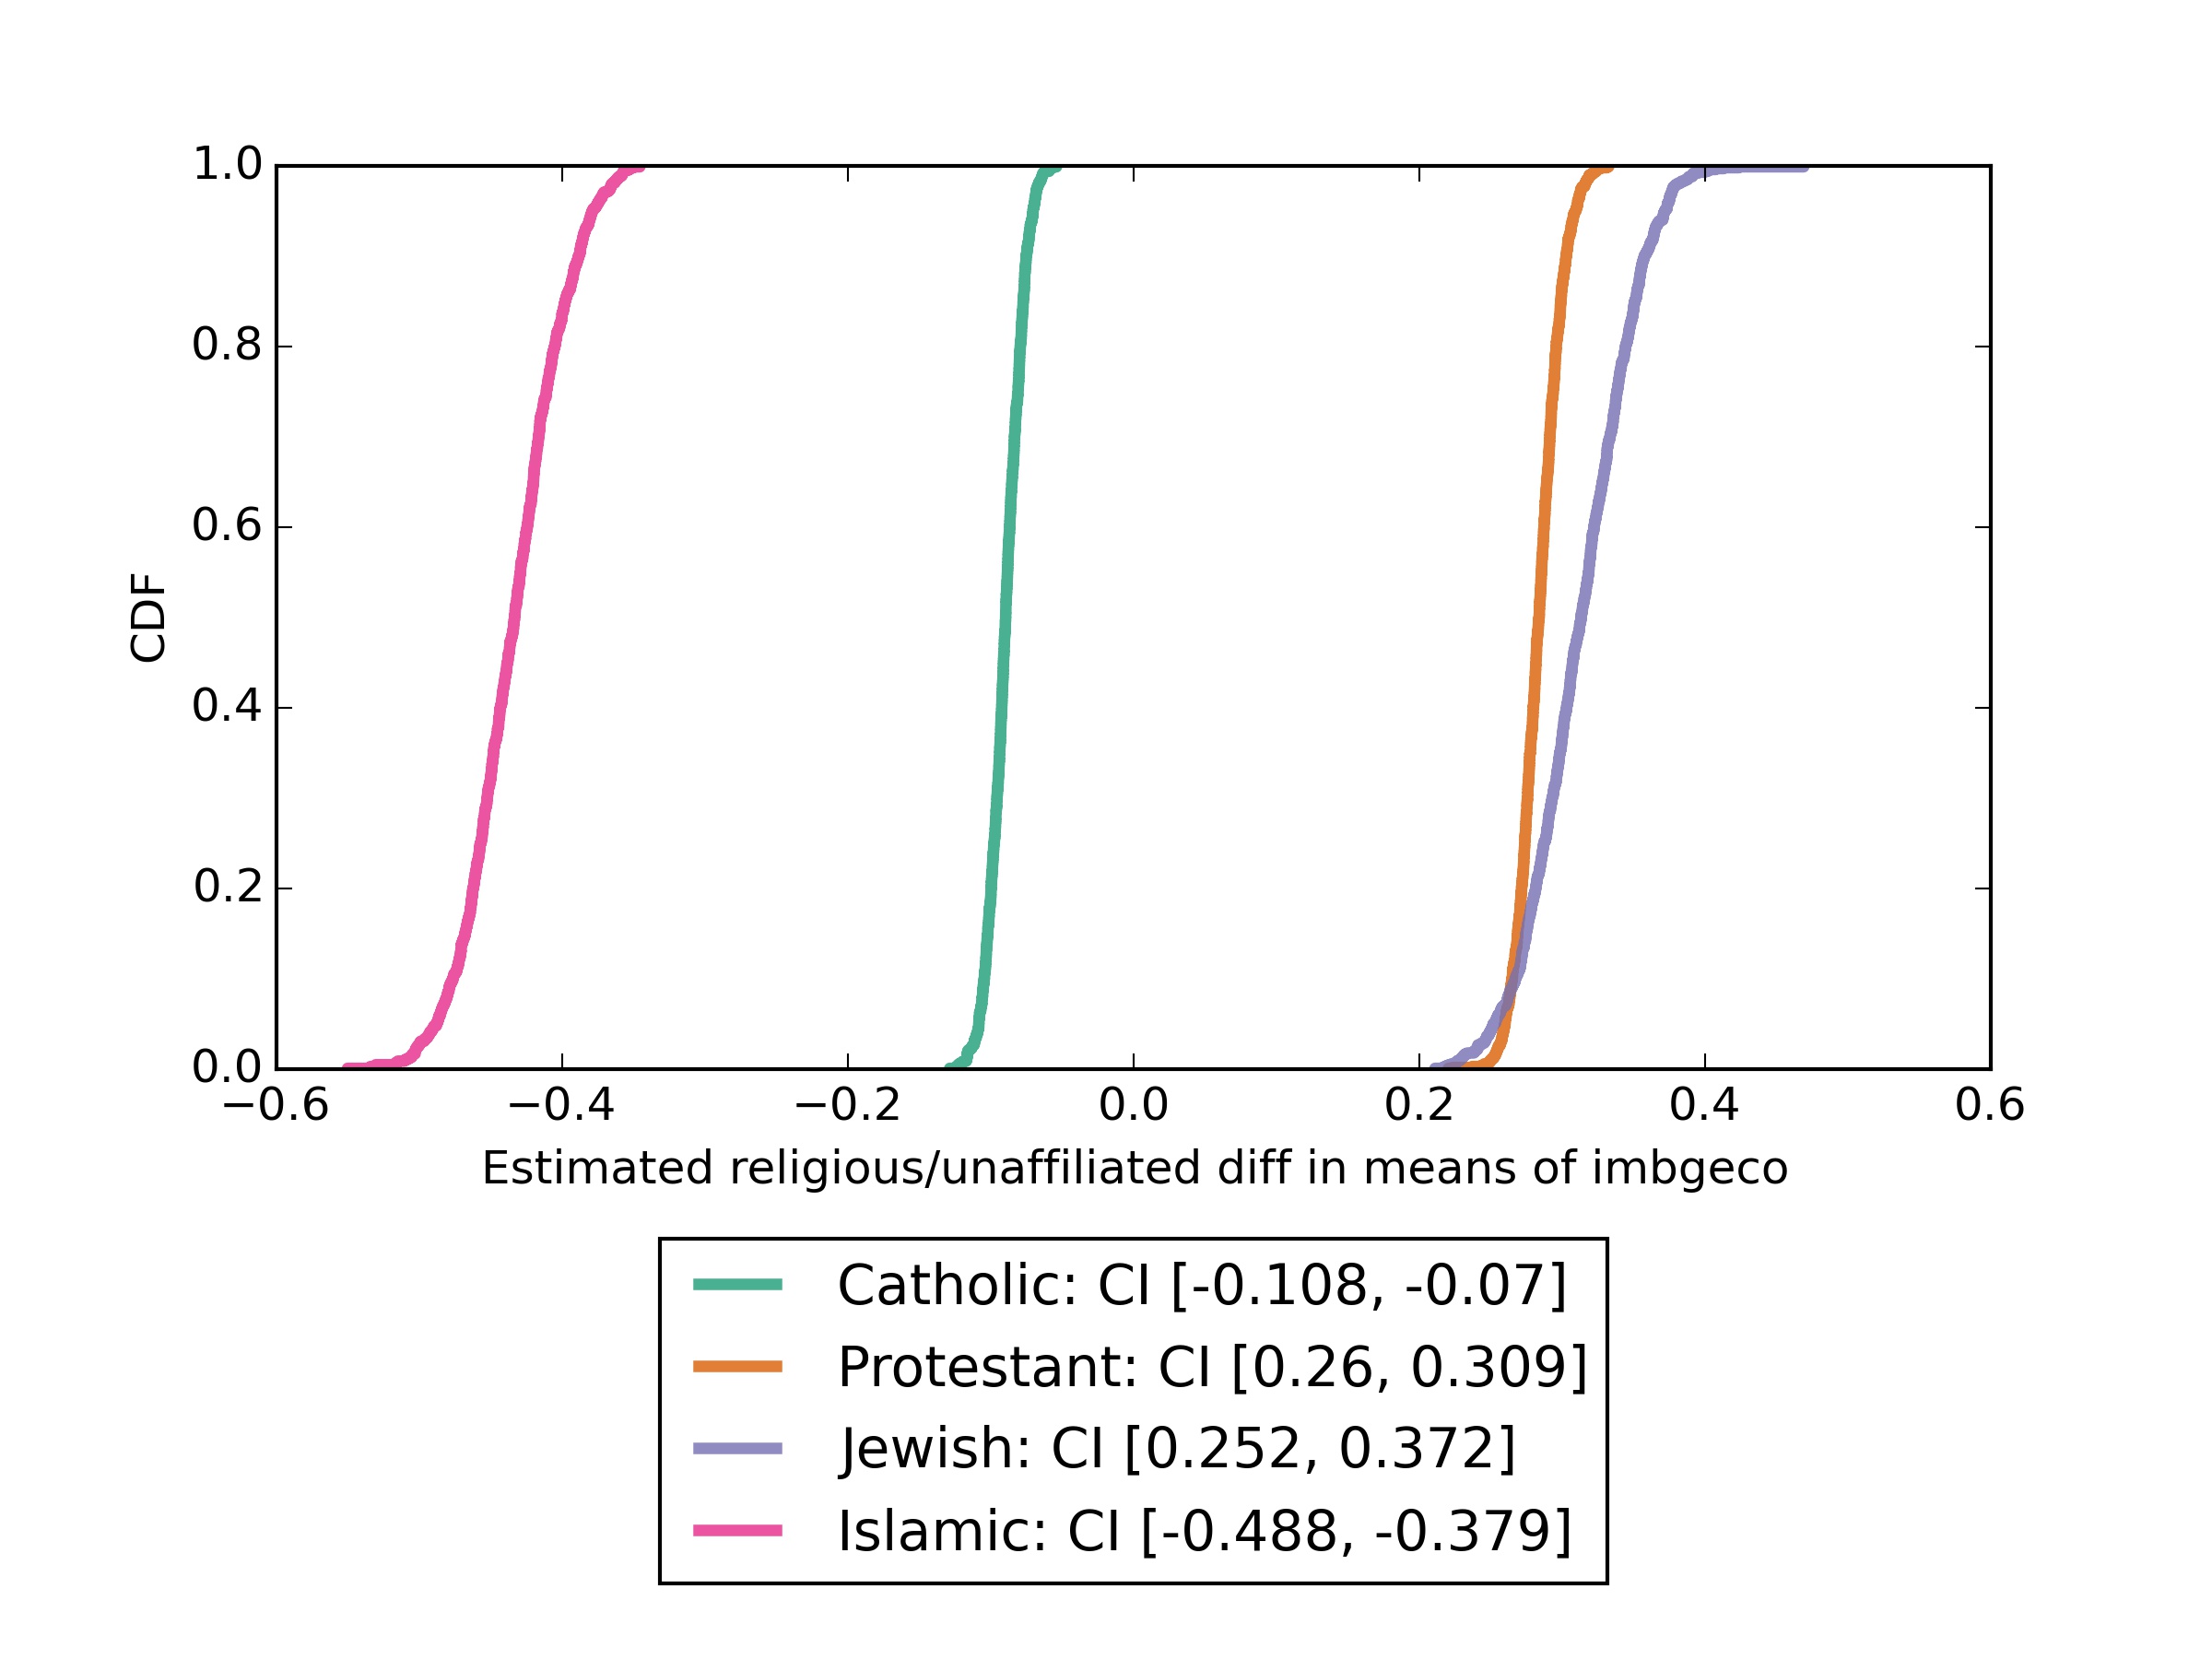 1.0
0.8
0.6
0.4
0.2
0.0
CDF
−0.6 −0.4 −0.2 0.0 0.2 0.4 0.6
Estimated religious/unaffiliated diff in means of imbgeco
Catholic: CI [-0.108, -0.07]
Protestant: CI [0.26, 0.309]
Jewish: CI [0.252, 0.372]
Islamic: CI [-0.488, -0.379]